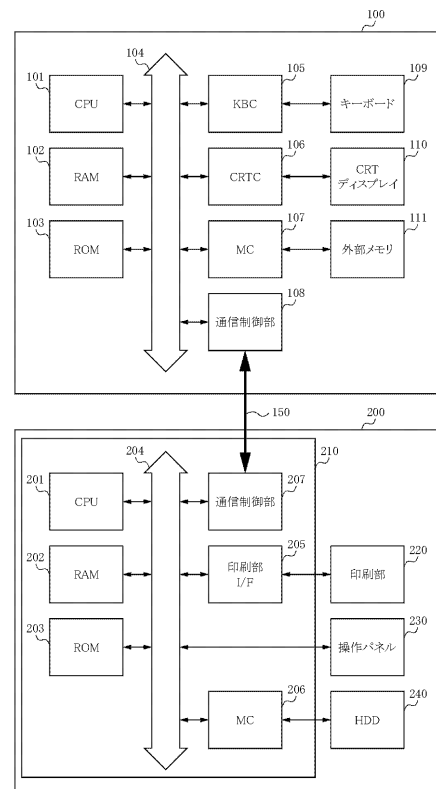 100
104
101
CPU
105
KBC
109
キーボード
102
RAM
106
CRTC
110
CRT
ディスプレイ
103
ROM
107
MC
111
外部メモリ
108
通信制御部
150
200
204
210
201
CPU
207
通信制御部
202
RAM
205
印刷部
I/F
220
印刷部
203
ROM
230
操作パネル
206
MC
240
HDD